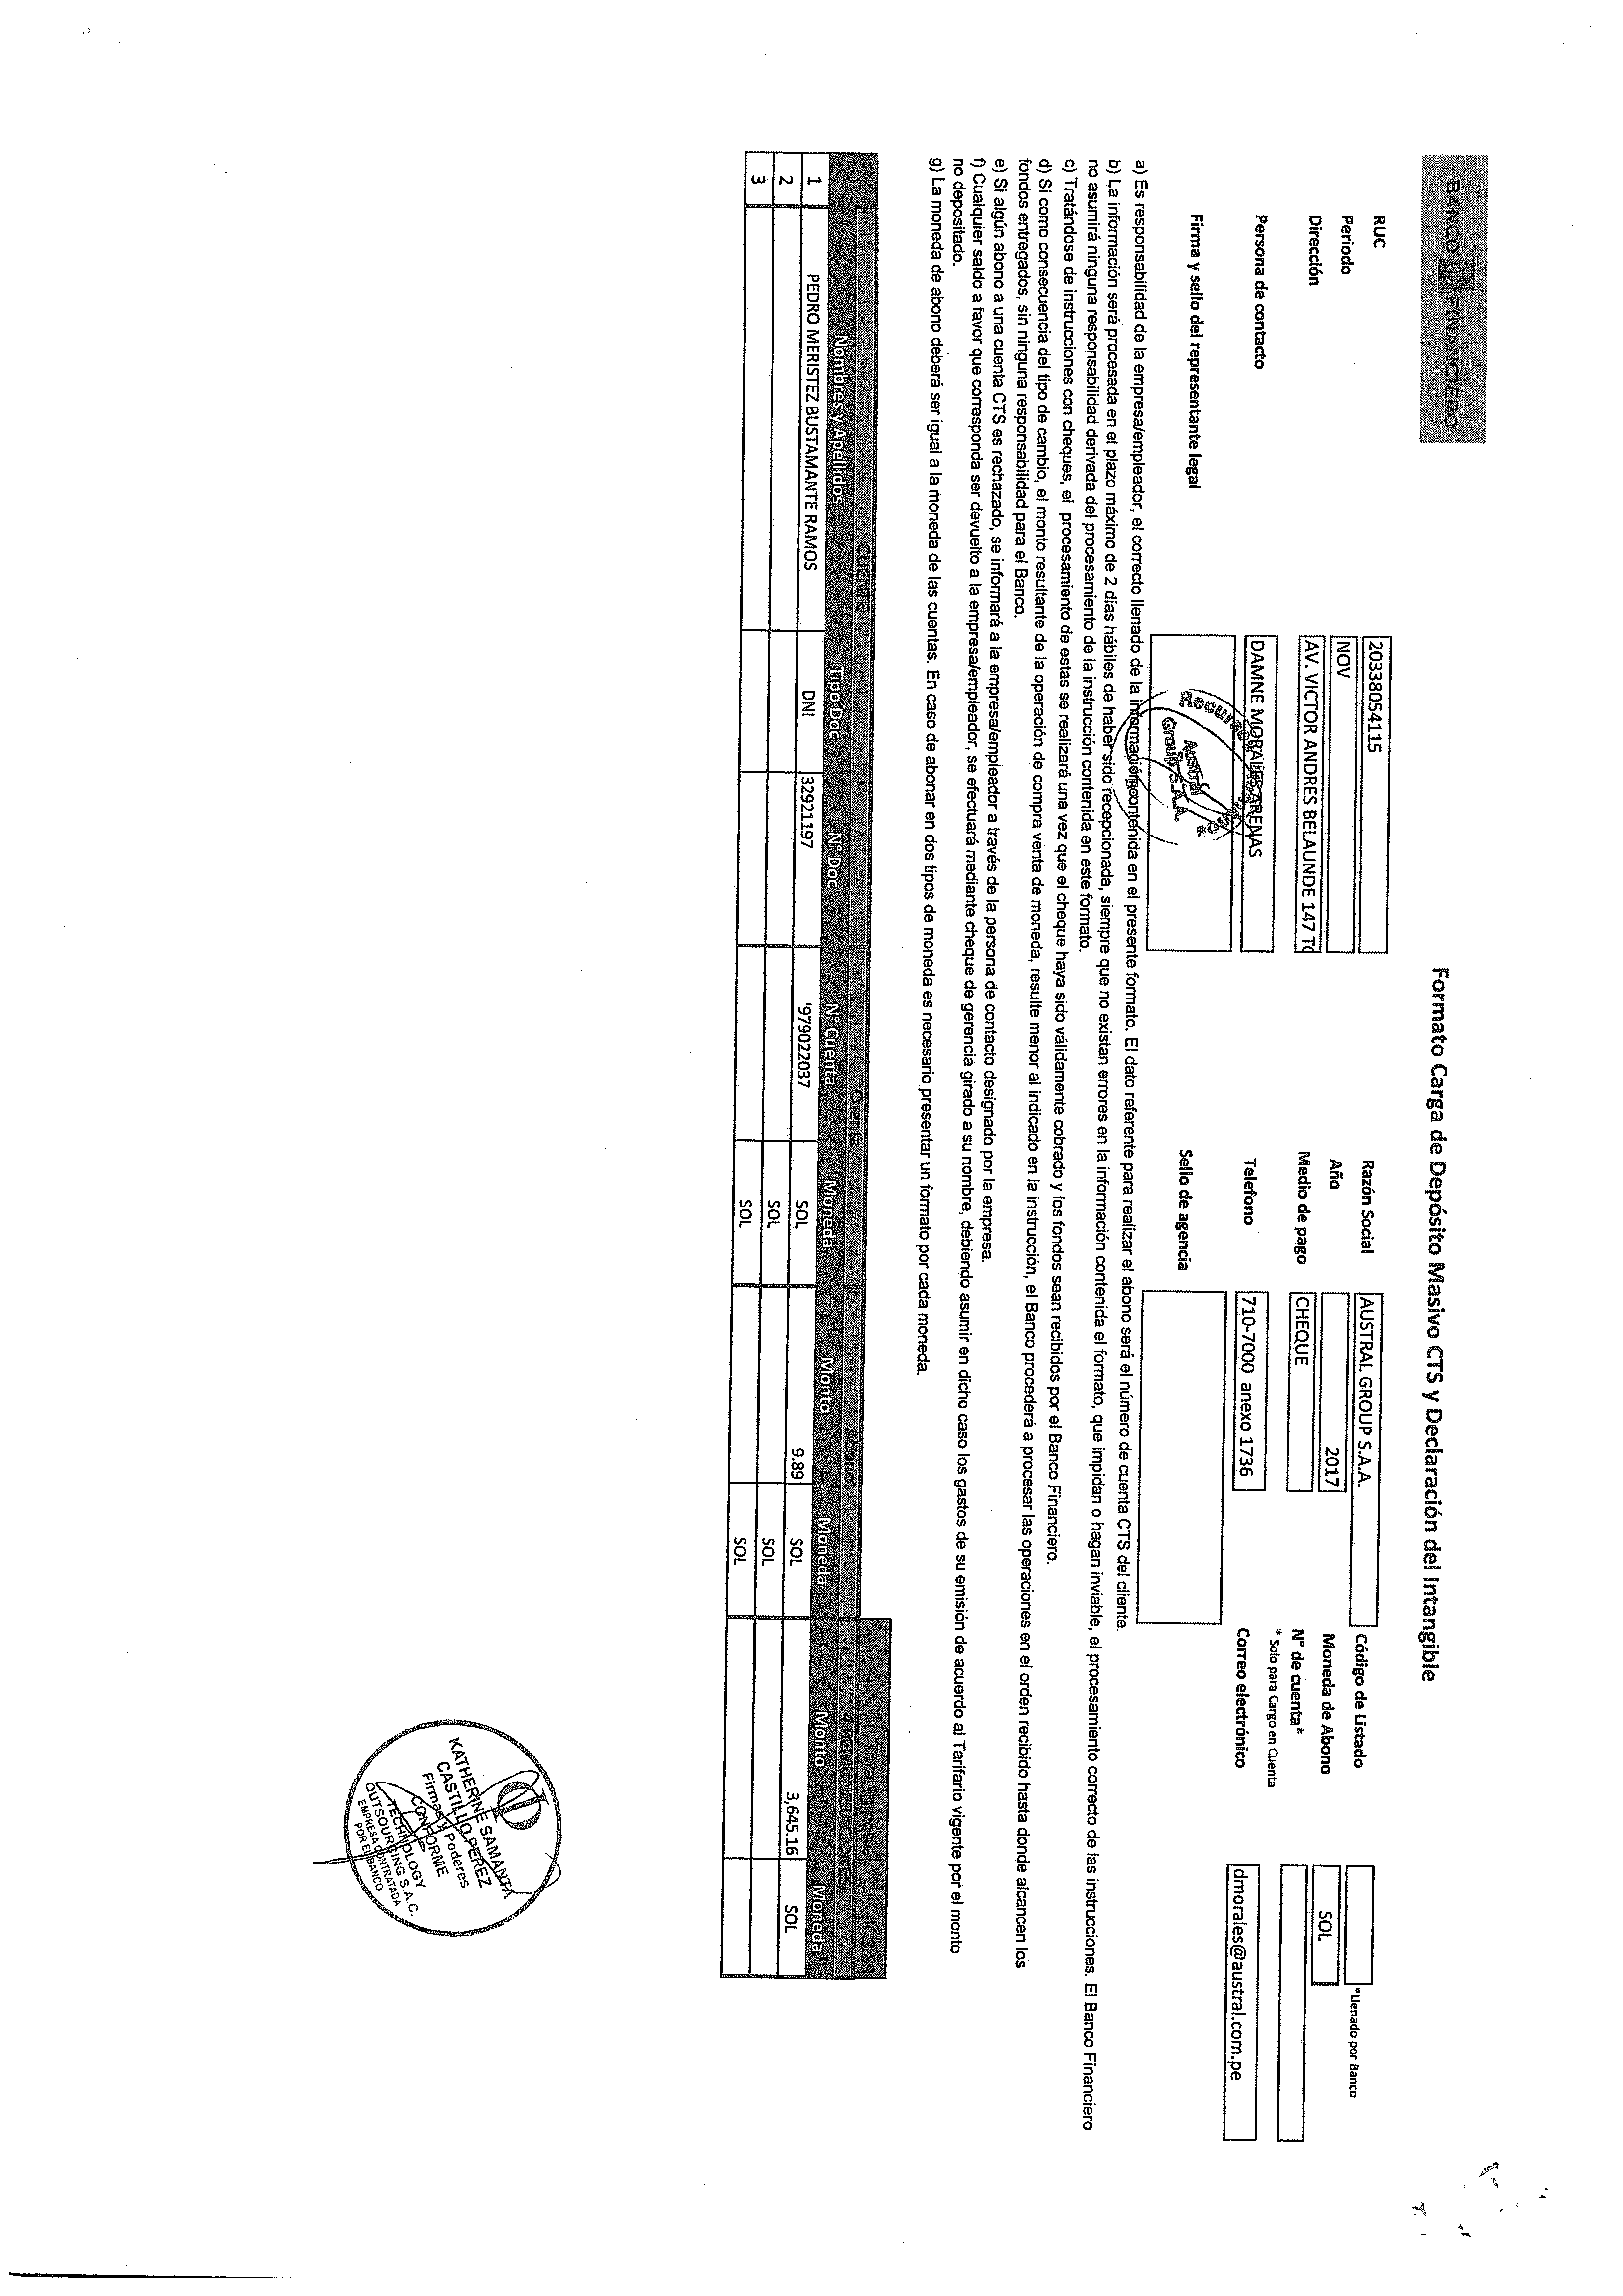 BANCO FINANCIERO
Formato Carga de Depósito Masivo CTS y Declaración del Intangible
RUC 20338054115 Razón Social AUSTRAL GROUP S.A.A. Código de Listado *Llenado por Banco
Periodo NOV Año 2017 Moneda de Abono SOL
Dirección AV. VICTOR ANDRES BELAUNDE 147 TO Medio de pago CHEQUE N° de cuenta*
* Solo para Cargo en Cuenta
Persona de contacto DAMNE MORALES ARENAS Telefono 710-7000 anexo 1736 Correo electrónico dmorales@austral.com.pe
Firma y sello del representante legal Sello de agencia
Austral
Group S.A.A.
a) Es responsabilidad de la empresa/empleador, el correcto llenado de la información contenida en el presente formato. El dato referente para realizar el abono será el número de cuenta CTS del cliente.
b) La información será procesada en el plazo máximo de 2 días hábiles de haber sido recepcionada, siempre que no existan errores en la información contenida el formato, que impidan o hagan inviable, el procesamiento correcto de las instrucciones. El Banco Financiero
no asumirá ninguna responsabilidad derivada del procesamiento de la instrucción contenida en este formato.
c) Tratándose de instrucciones con cheques, el procesamiento de estas se realizará una vez que el cheque haya sido válidamente cobrado y los fondos sean recibidos por el Banco Financiero.
d) Si como consecuencia del tipo de cambio, el monto resultante de la operación de compra venta de moneda, resulte menor al indicado en la instrucción, el Banco procederá a procesar las operaciones en el orden recibido hasta donde alcancen los
fondos entregados, sin ninguna responsabilidad para el Banco.
e) Si algún abono a una cuenta CTS es rechazado, se informará a la empresa/empleador a través de la persona de contacto designado por la empresa.
f) Cualquier saldo a favor que corresponda ser devuelto a la empresa/empleador, se efectuará mediante cheque de gerencia girado a su nombre, debiendo asumir en dicho caso los gastos de su emisión de acuerdo al Tarifario vigente por el monto
no depositado.
g) La moneda de abono deberá ser igual a la moneda de las cuentas. En caso de abonar en dos tipos de moneda es necesario presentar un formato por cada moneda.
Total Importe 9.89
CLIENTE Cuenta Abono 4 REMUNERACIONES
Nombres y Apellidos Tipo Doc N° Doc N° Cuenta Moneda Monto Moneda Monto Moneda
1 PEDRO MERISTEZ BUSTAMANTE RAMOS DNI 32921197 '979022037 SOL 9.89 SOL 3,645.16 SOL
2 SOL SOL
3 SOL SOL
KATHERINE SAMANTA
CASTILLO PEREZ
Firmas y Poderes
CONFORME
TECHNOLOGY
OUTSOURCING S.A.C.
EMPRESA CONTRATADA
POR EL BANCO